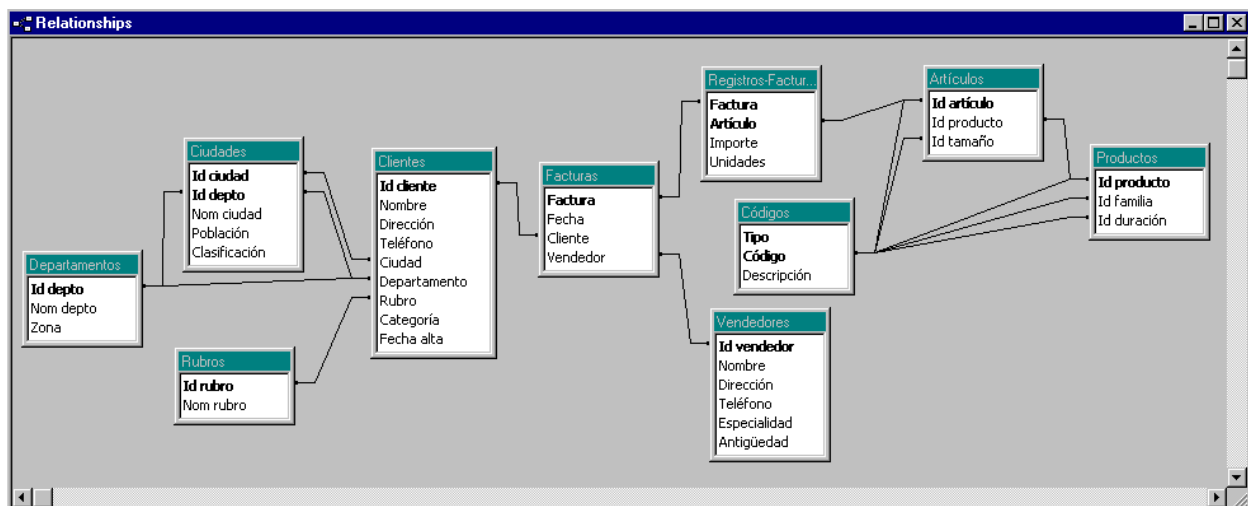 Relationships
Departamentos
Id depto
Nom depto
Zona
Ciudades
Id ciudad
Id depto
Nom ciudad
Población
Clasificación
Rubros
Id rubro
Nom rubro
Clientes
Id cliente
Nombre
Dirección
Teléfono
Ciudad
Departamento
Rubro
Categoría
Fecha alta
Facturas
Factura
Fecha
Cliente
Vendedor
Registros-Factur...
Factura
Artículo
Importe
Unidades
Códigos
Tipo
Código
Descripción
Vendedores
Id vendedor
Nombre
Dirección
Teléfono
Especialidad
Antigüedad
Artículos
Id artículo
Id producto
Id tamaño
Productos
Id producto
Id familia
Id duración